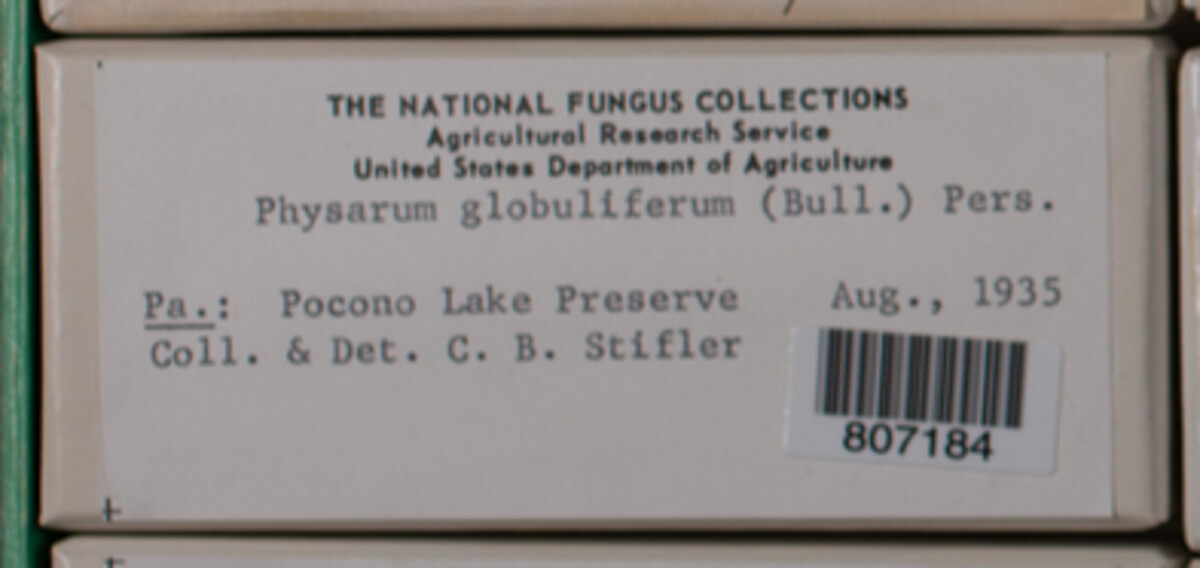 THE NATIONAL FUNGUS COLLECTIONS
Agricultural Research Service
United States Department of Agriculture
Physarum globuliferum (Bull.) Pers.
Pa.: Pocono Lake Preserve Aug., 1935
Coll. & Det. C. B. Stifler
807184